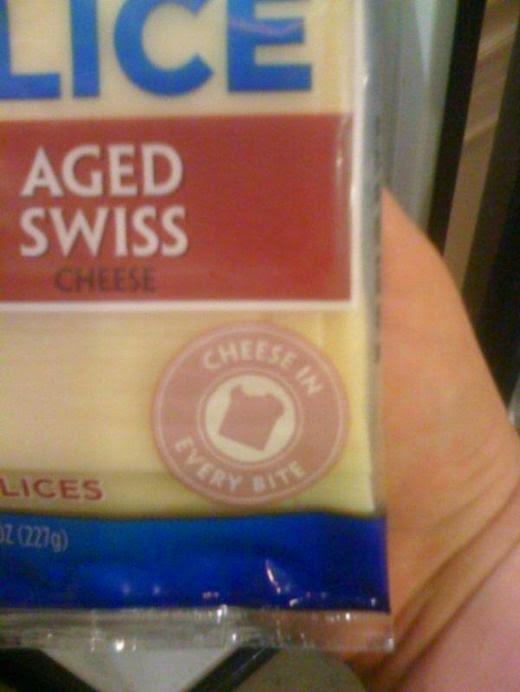 LICE
AGED
SWISS
CHEESE
CHEESE IN
EVERY BITE
LICES
OZ (227g)